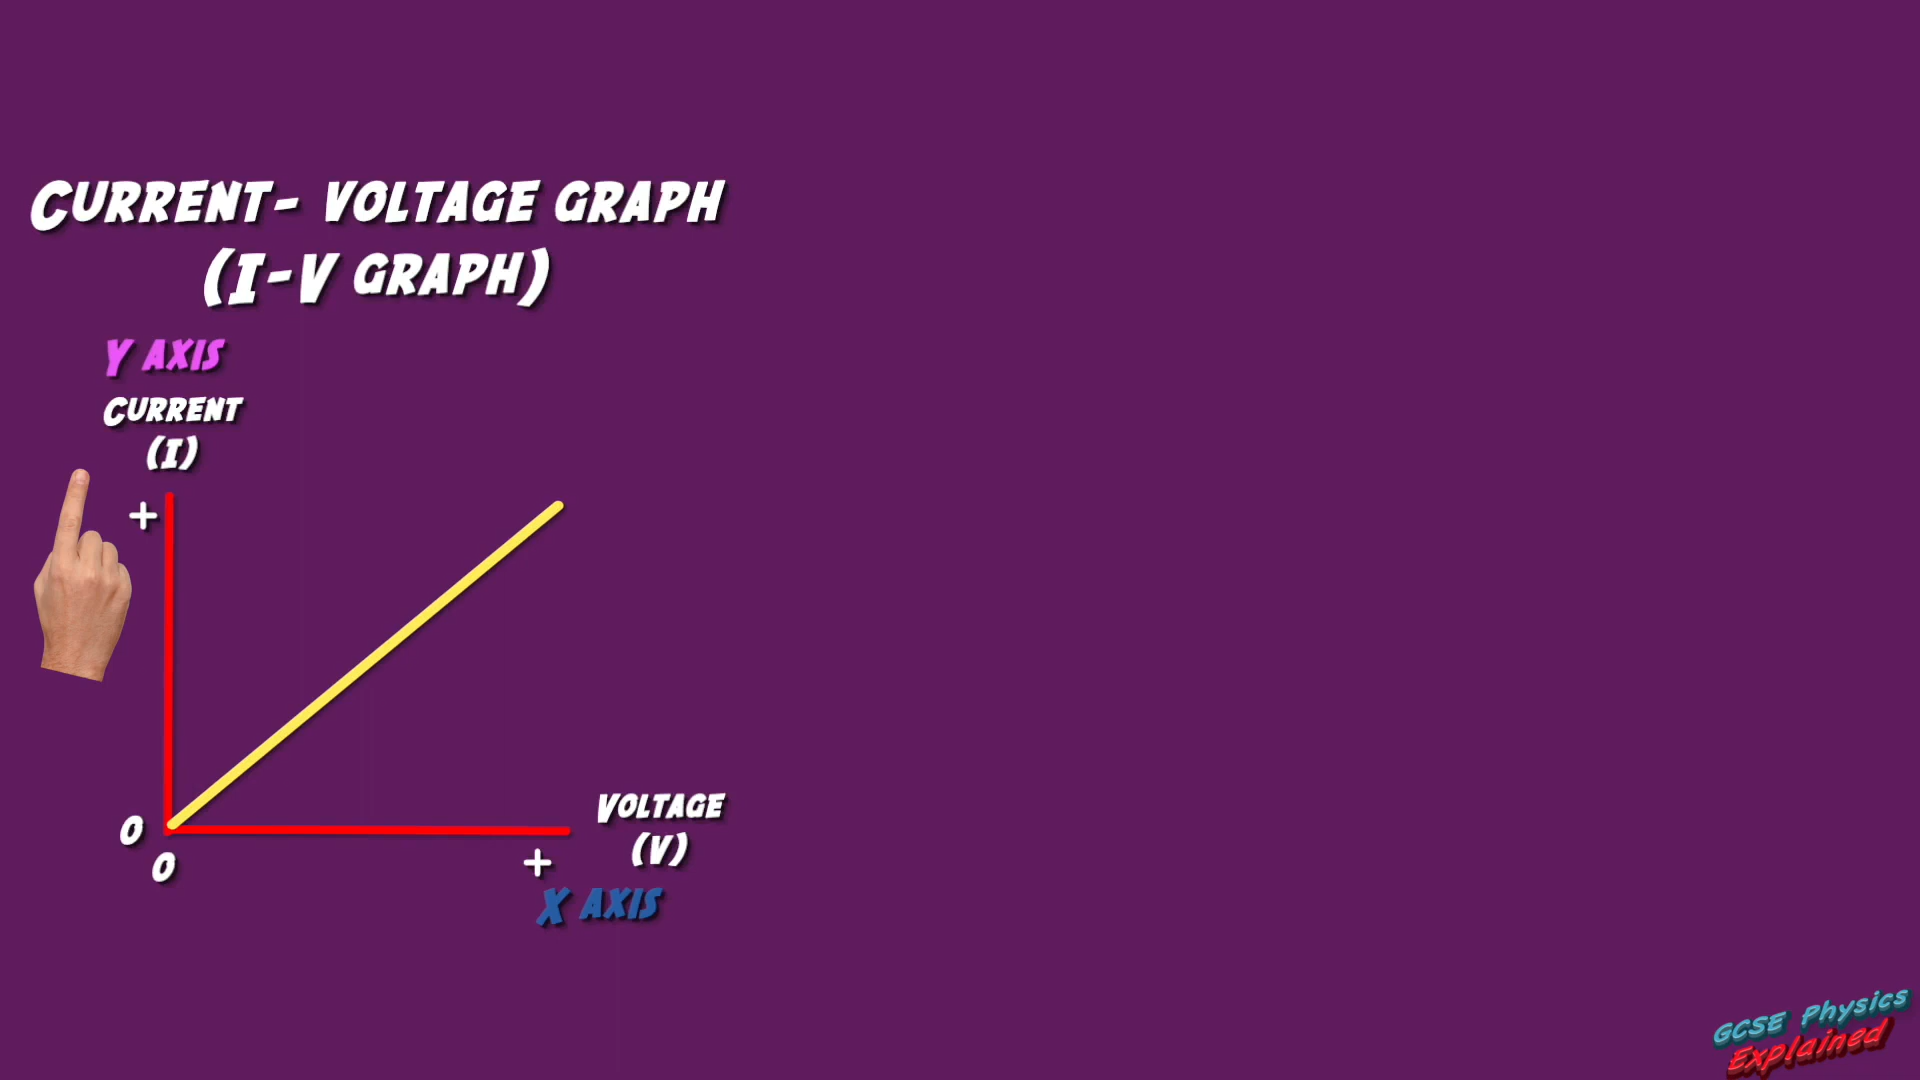 Current- voltage graph
(I-V graph)
Y axis
Current
(I)
+
0
0
+
Voltage
(V)
X axis
GCSE Physics
Explained